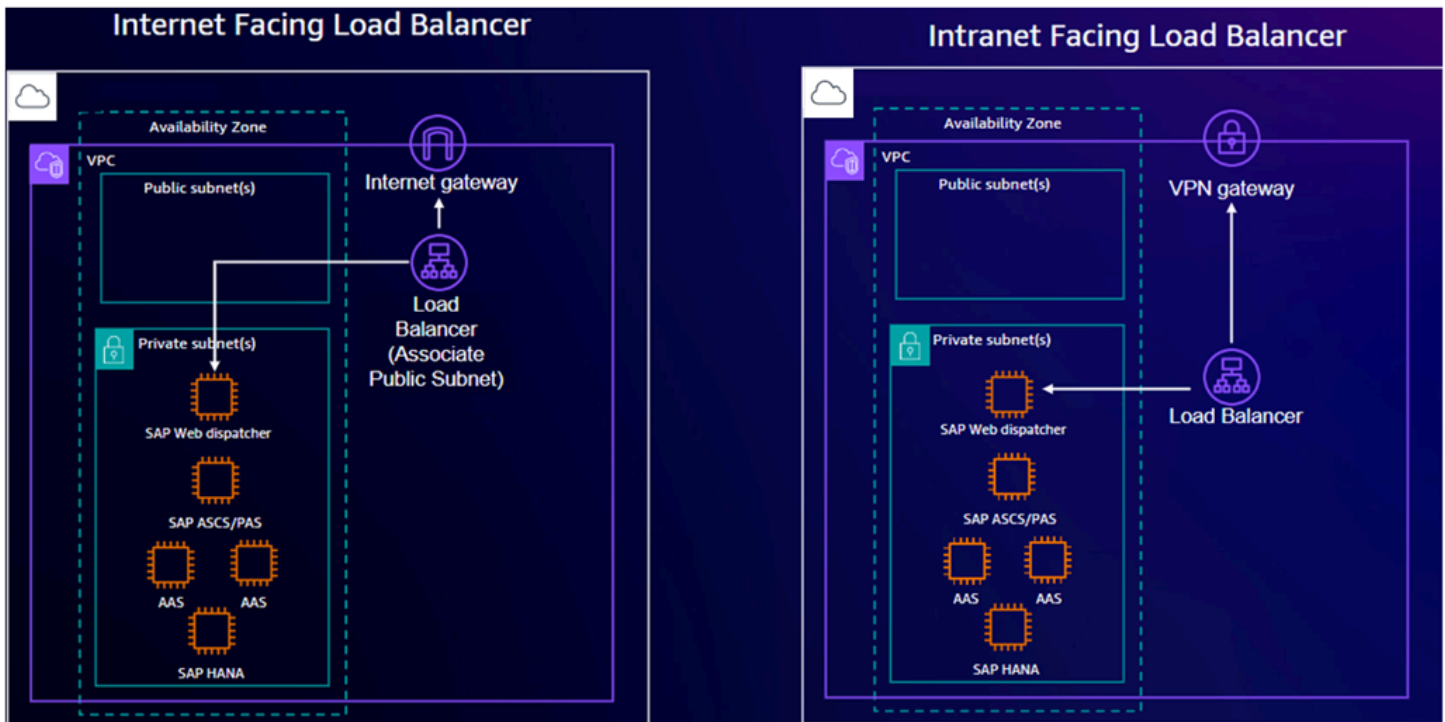 Internet Facing Load Balancer
Availability Zone
VPC
Public subnet(s)
Internet gateway
Load
Balancer
(Associate
Public Subnet)
Private subnet(s)
SAP Web dispatcher
SAP ASCS/PAS
AAS
AAS
SAP HANA
Intranet Facing Load Balancer
Availability Zone
VPC
Public subnet(s)
VPN gateway
Private subnet(s)
SAP Web dispatcher
Load Balancer
SAP ASCS/PAS
AAS
AAS
SAP HANA